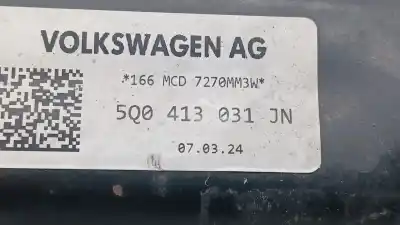 VOLKSWAGEN AG
*166 MCD 7270MM3W*
5Q0 413 031 JN
07.03.24